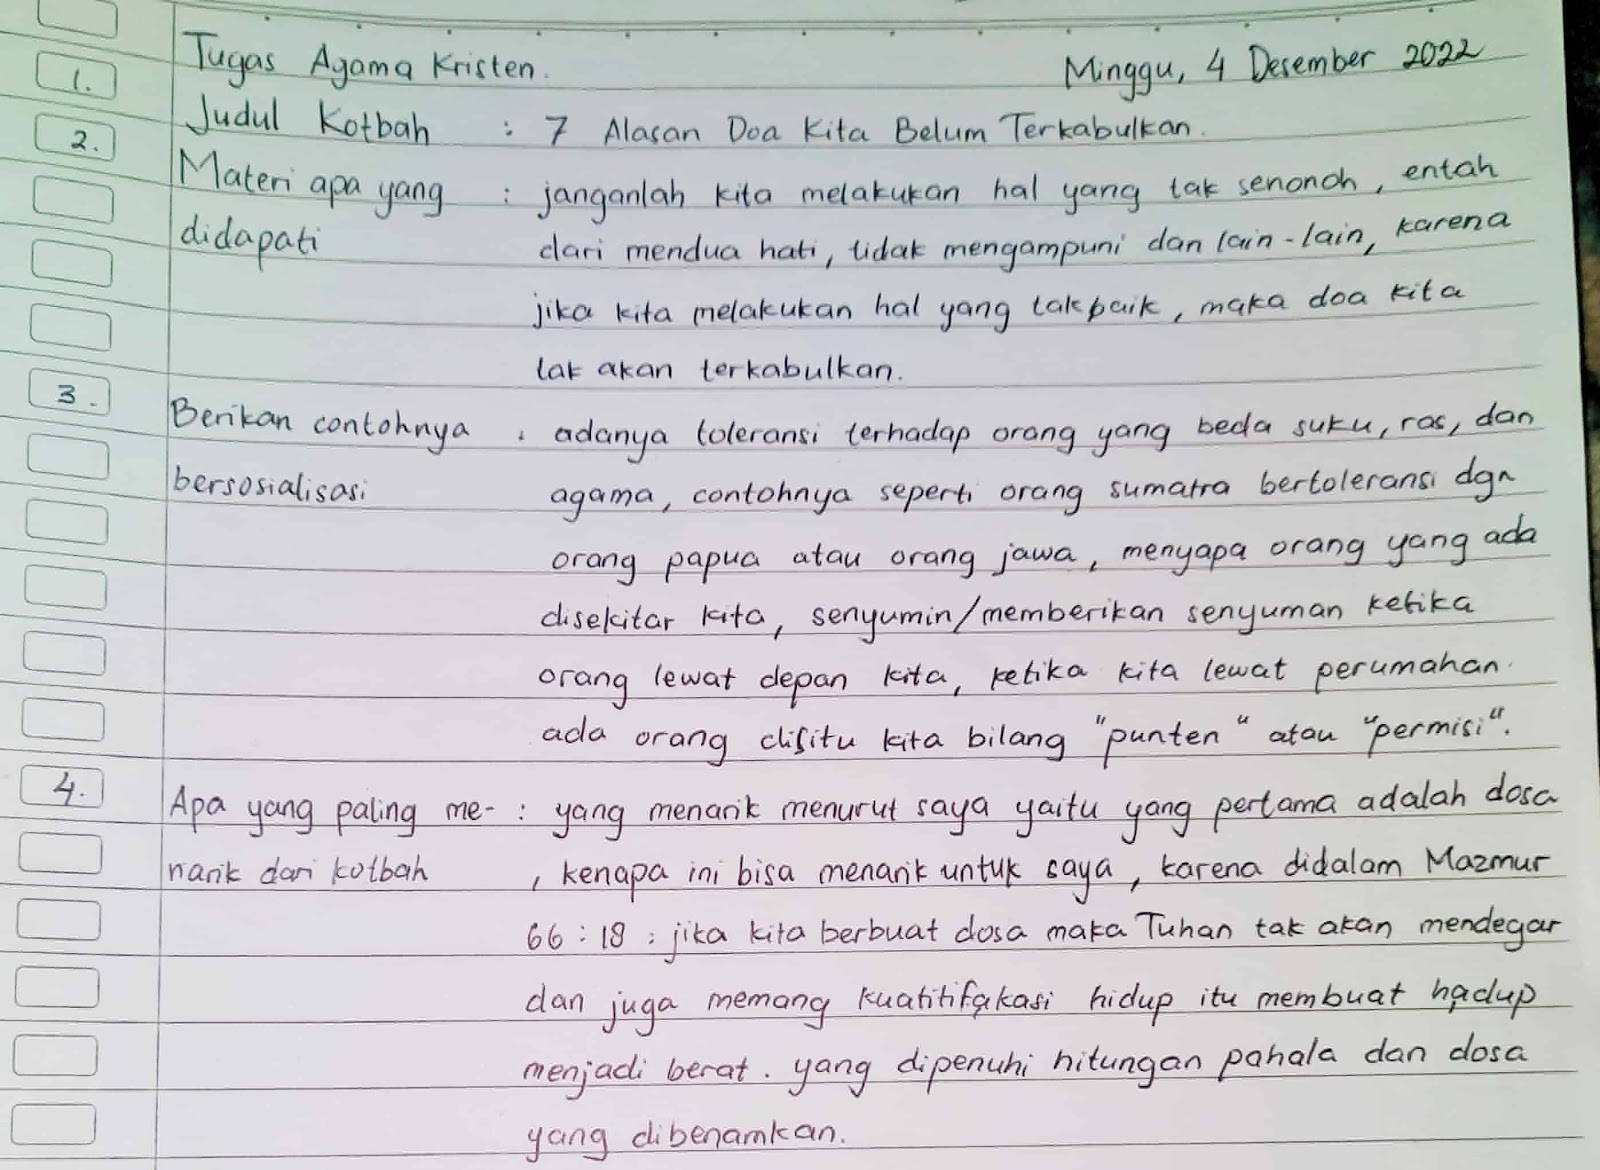 Tugas Agama Kristen. Minggu, 4 Desember 2022
1. Judul Kotbah : 7 Alasan Doa Kita Belum Terkabulkan.
2. Materi apa yang : janganlah kita melakukan hal yang tak senonoh, entah
didapati dari mendua hati, tidak mengampuni dan lain-lain, karena
jika kita melakukan hal yang tak baik, maka doa kita
tak akan terkabulkan.
3. Berikan contohnya : adanya toleransi terhadap orang yang beda suku, ras, dan
bersosialisasi agama, contohnya seperti orang sumatra bertoleransi dgn
orang papua atau orang jawa, menyapa orang yang ada
disekitar kita, senyumin/memberikan senyuman ketika
orang lewat depan kita, ketika kita lewat perumahan
ada orang disitu kita bilang "punten" atau "permisi".
4. Apa yang paling me- : yang menarik menurut saya yaitu yang pertama adalah dosa
narik dari kotbah , kenapa ini bisa menarik untuk saya, karena didalam Mazmur
66 : 18 : jika kita berbuat dosa maka Tuhan tak akan mendegar
dan juga memang hidup itu membuat
menjadi berat. yang dipenuhi hitungan pahala dan dosa
yang dibenamkan.